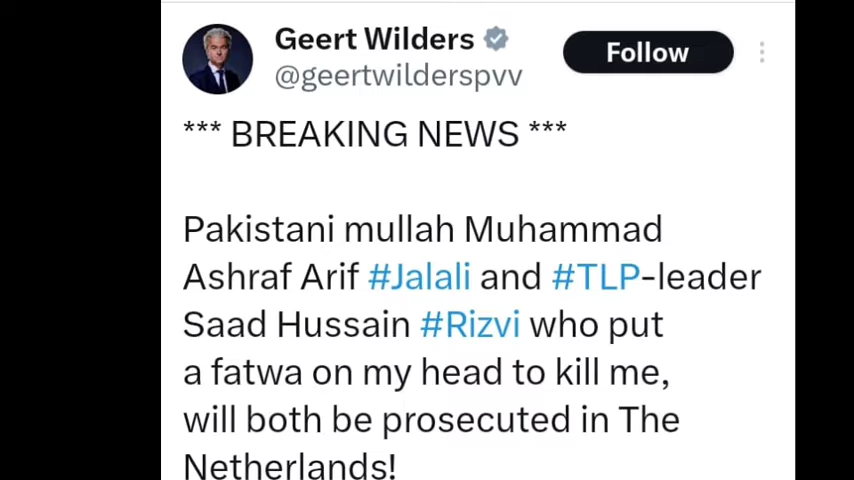 Geert Wilders
Follow
@geertwilderspvv
*** BREAKING NEWS ***
Pakistani mullah Muhammad
Ashraf Arif #Jalali and #TLP-leader
Saad Hussain #Rizvi who put
a fatwa on my head to kill me,
will both be prosecuted in The
Netherlands!